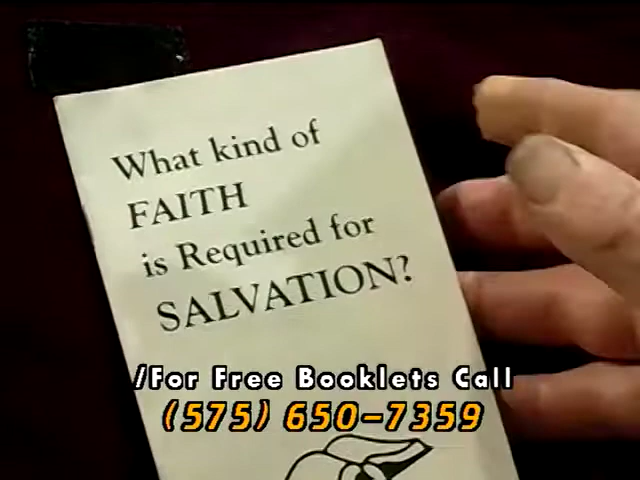 What kind of
FAITH
is Required for
SALVATION?
/For Free Booklets Call
(575) 650-7359